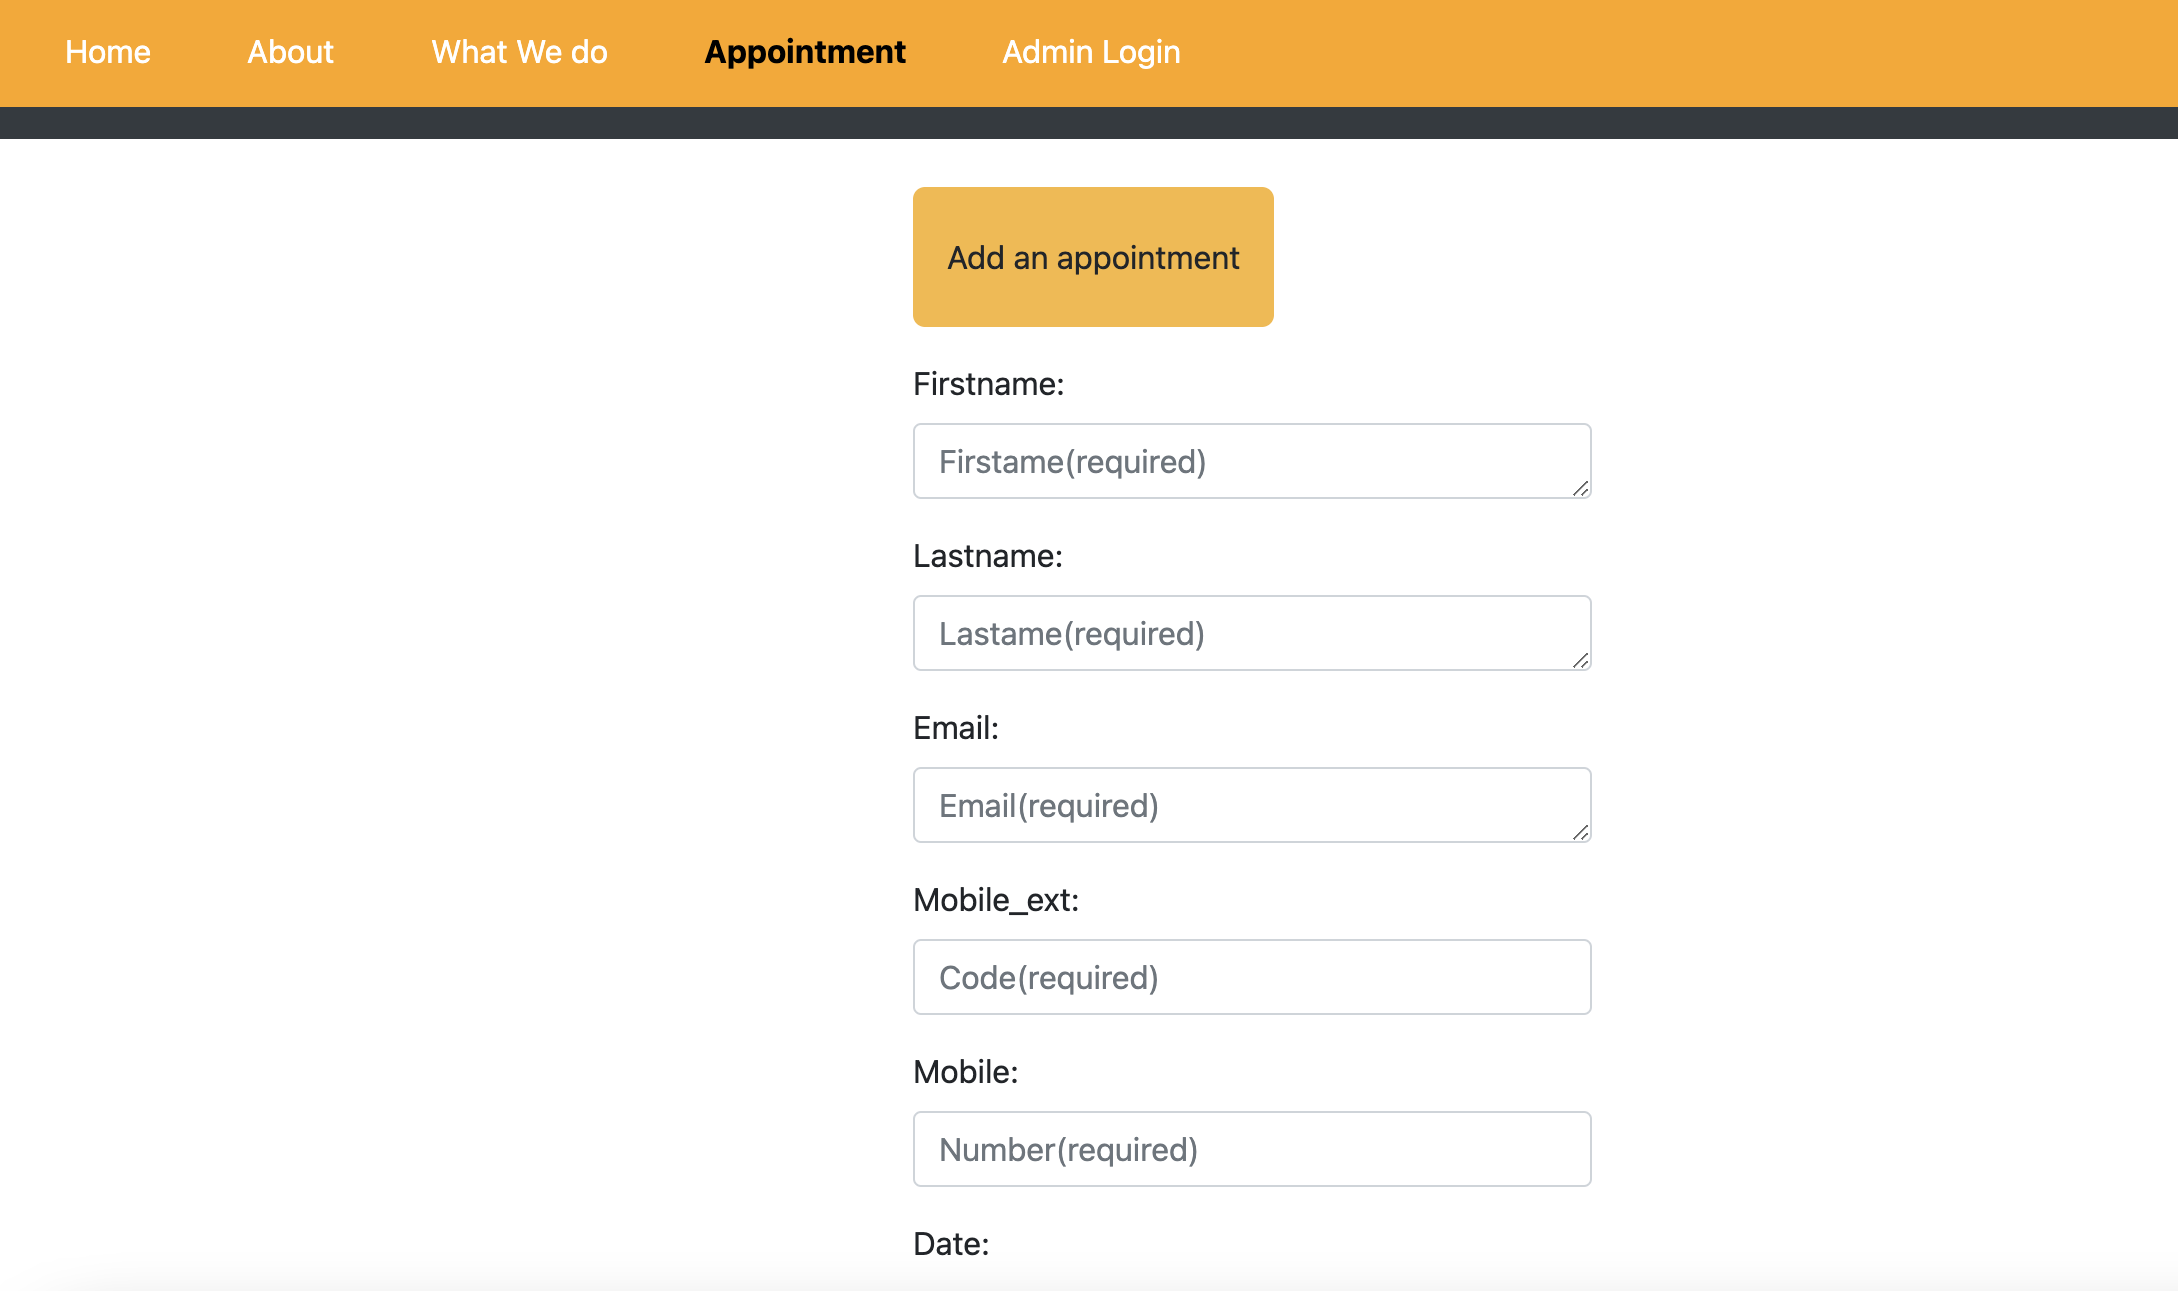 Home About What We do Appointment Admin Login
Add an appointment
Firstname:
Firstame(required)
Lastname:
Lastame(required)
Email:
Email(required)
Mobile_ext:
Code(required)
Mobile:
Number(required)
Date: